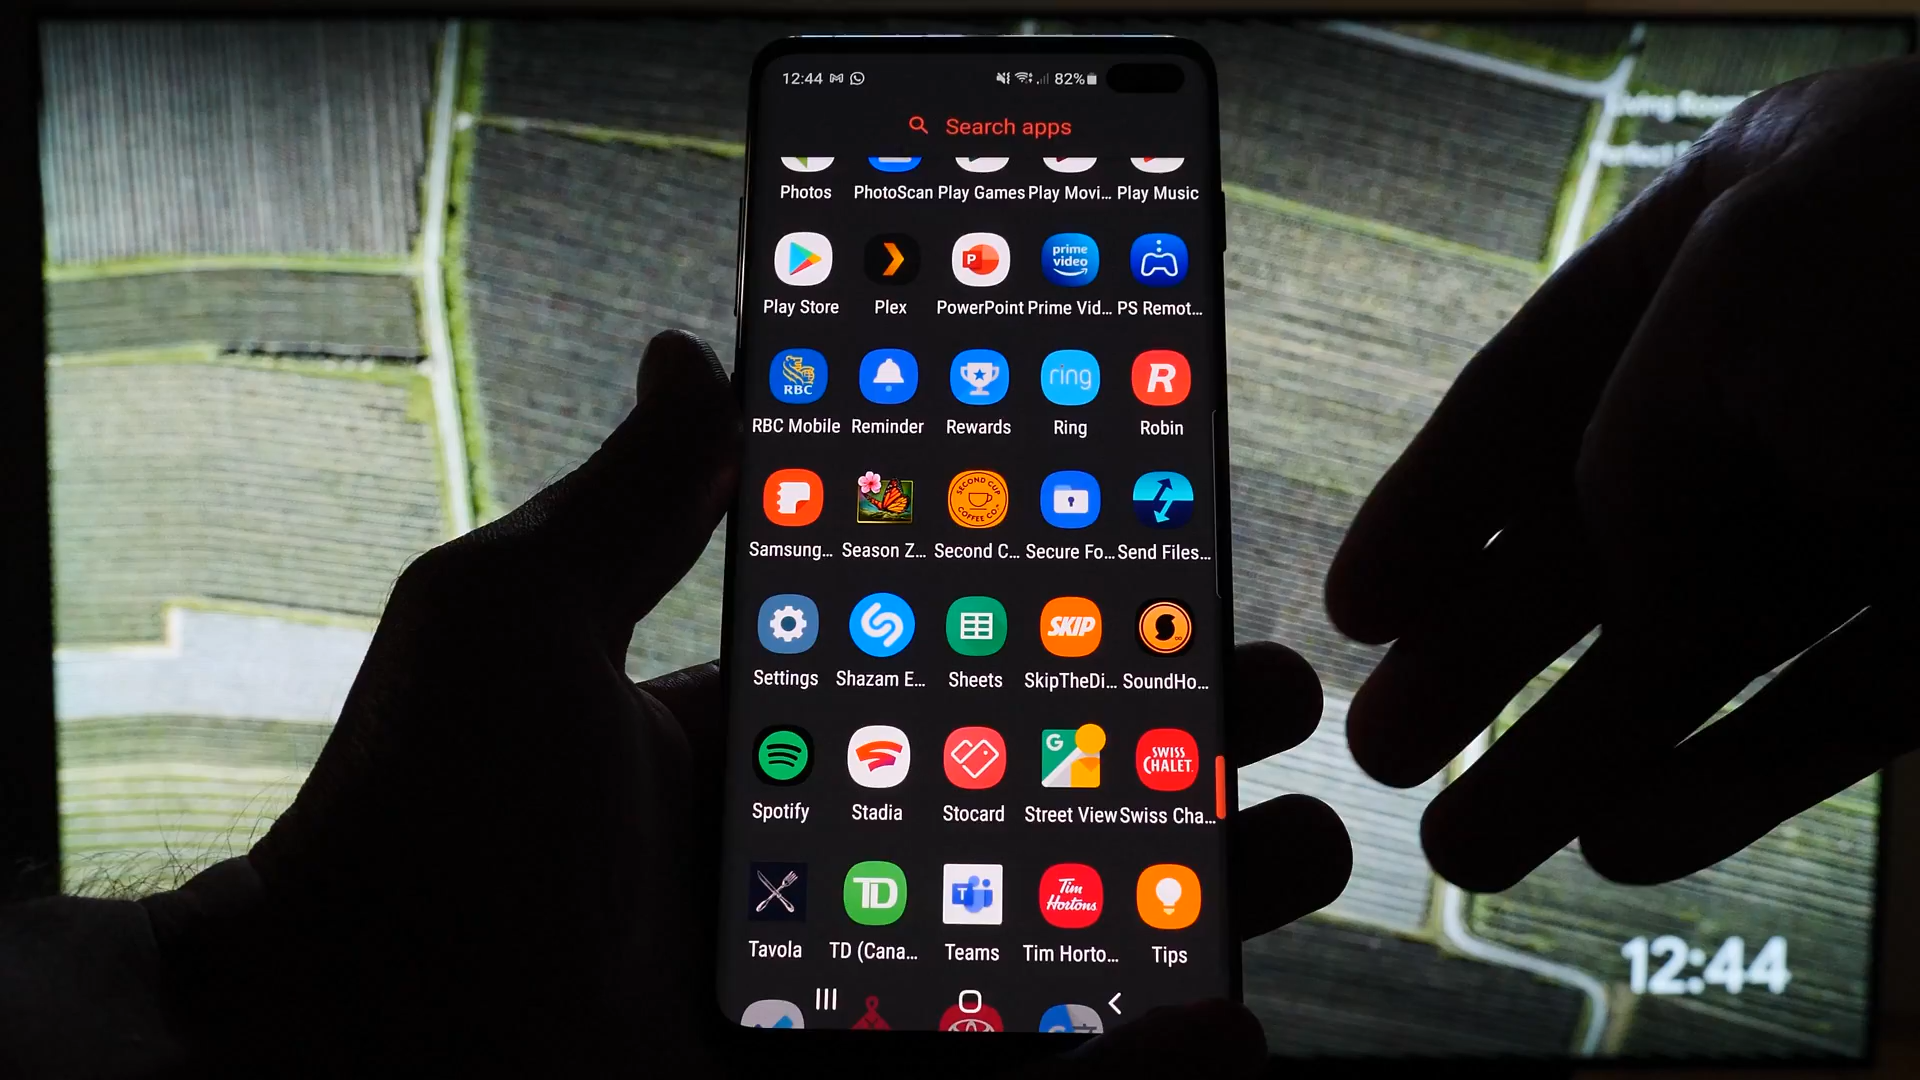 12:44
82%
Search apps
Photos PhotoScan Play Games Play Movi... Play Music
prime video
Play Store Plex PowerPoint Prime Vid... PS Remot...
RBC ring R
RBC Mobile Reminder Rewards Ring Robin
SECOND CUP COFFEE CO.
Samsung... Season Z... Second C... Secure Fo... Send Files...
SKIP
Settings Shazam E... Sheets SkipTheDi... SoundHo...
G SWISS CHALET
Spotify Stadia Stocard Street View Swiss Cha...
TD T Tim Hortons
Tavola TD (Cana... Teams Tim Horto... Tips
12:44